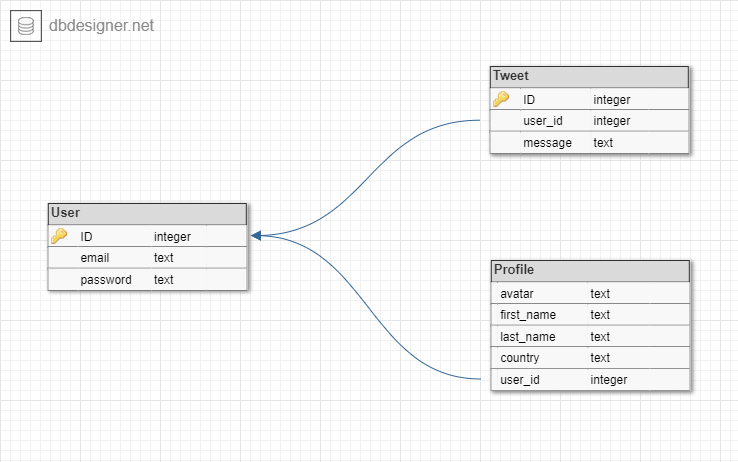 dbdesigner.net
Tweet
ID integer
user_id integer
message text
User
ID integer
email text
password text
Profile
avatar text
first_name text
last_name text
country text
user_id integer